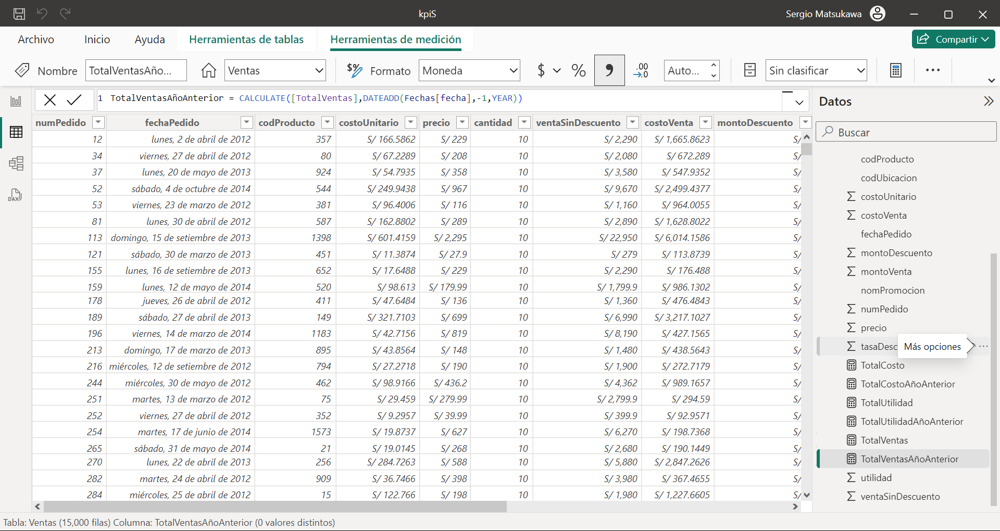 kpiS
Sergio Matsukawa
Archivo Inicio Ayuda Herramientas de tablas Herramientas de medición Compartir
Nombre TotalVentasAño... Ventas $% Formato Moneda $ % , .00 →.0 Auto... Sin clasificar ...
1 TotalVentasAñoAnterior = CALCULATE([TotalVentas],DATEADD(Fechas[fecha],-1,YEAR))
DAX
numPedido fechaPedido codProducto costoUnitario precio cantidad ventaSinDescuento costoVenta montoDescuento
12 lunes, 2 de abril de 2012 357 S/ 166.5862 S/ 229 10 S/ 2,290 S/ 1,665.8623 S/
34 viernes, 27 de abril de 2012 80 S/ 67.2289 S/ 208 10 S/ 2,080 S/ 672.289 S/
37 lunes, 20 de mayo de 2013 924 S/ 54.7935 S/ 358 10 S/ 3,580 S/ 547.9352 S/
52 sábado, 4 de octubre de 2014 544 S/ 249.9438 S/ 967 10 S/ 9,670 S/ 2,499.4377 S/
53 viernes, 23 de marzo de 2012 381 S/ 96.4006 S/ 116 10 S/ 1,160 S/ 964.0055 S/
81 lunes, 30 de abril de 2012 587 S/ 162.8802 S/ 289 10 S/ 2,890 S/ 1,628.8022 S/
113 domingo, 15 de setiembre de 2013 1398 S/ 601.4159 S/ 2,295 10 S/ 22,950 S/ 6,014.1586 S/
121 sábado, 30 de marzo de 2013 451 S/ 11.3874 S/ 27.9 10 S/ 279 S/ 113.8739 S/
155 lunes, 16 de setiembre de 2013 652 S/ 17.6488 S/ 229 10 S/ 2,290 S/ 176.488 S/
159 lunes, 12 de mayo de 2014 520 S/ 98.613 S/ 179.99 10 S/ 1,799.9 S/ 986.1302 S/
178 jueves, 26 de abril de 2012 411 S/ 47.6484 S/ 136 10 S/ 1,360 S/ 476.4843 S/
189 sábado, 27 de abril de 2013 149 S/ 321.7103 S/ 699 10 S/ 6,990 S/ 3,217.1027 S/
196 viernes, 14 de marzo de 2014 1183 S/ 42.7156 S/ 819 10 S/ 8,190 S/ 427.1565 S/
213 domingo, 17 de marzo de 2013 895 S/ 43.8564 S/ 148 10 S/ 1,480 S/ 438.5643 S/
216 miércoles, 12 de setiembre de 2012 794 S/ 27.2718 S/ 190 10 S/ 1,900 S/ 272.7179 S/
244 miércoles, 30 de mayo de 2012 462 S/ 98.9166 S/ 436.2 10 S/ 4,362 S/ 989.1657 S/
251 martes, 13 de marzo de 2012 75 S/ 29.459 S/ 279.99 10 S/ 2,799.9 S/ 294.59 S/
252 viernes, 27 de abril de 2012 352 S/ 9.2957 S/ 39.99 10 S/ 399.9 S/ 92.9571 S/
254 martes, 17 de junio de 2014 1573 S/ 19.8737 S/ 627 10 S/ 6,270 S/ 198.7368 S/
265 sábado, 31 de mayo de 2014 21 S/ 19.0145 S/ 268 10 S/ 2,680 S/ 190.1449 S/
270 lunes, 22 de abril de 2013 256 S/ 284.7263 S/ 588 10 S/ 5,880 S/ 2,847.2626 S/
282 martes, 24 de abril de 2012 909 S/ 36.7466 S/ 398 10 S/ 3,980 S/ 367.4655 S/
284 miércoles, 25 de abril de 2012 15 S/ 122.766 S/ 198 10 S/ 1,980 S/ 1,227.6605 S/
Datos
Buscar
codProducto
codUbicacion
∑ costoUnitario
∑ costoVenta
fechaPedido
∑ montoDescuento
∑ montoVenta
nomPromocion
∑ numPedido
∑ precio
∑ tasaDesc Más opciones ...
TotalCosto
TotalCostoAñoAnterior
TotalUtilidad
TotalUtilidadAñoAnterior
TotalVentas
TotalVentasAñoAnterior
∑ utilidad
∑ ventaSinDescuento
Tabla: Ventas (15,000 filas) Columna: TotalVentasAñoAnterior (0 valores distintos)